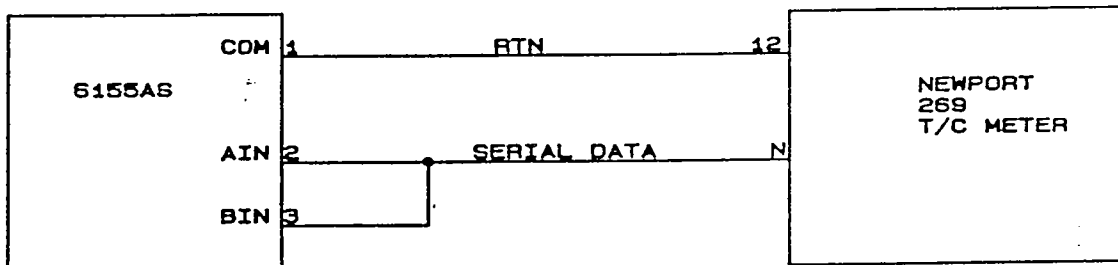 COM 1 RTN 12
6155AS
NEWPORT
269
T/C METER
AIN 2 SERIAL DATA N
BIN 3